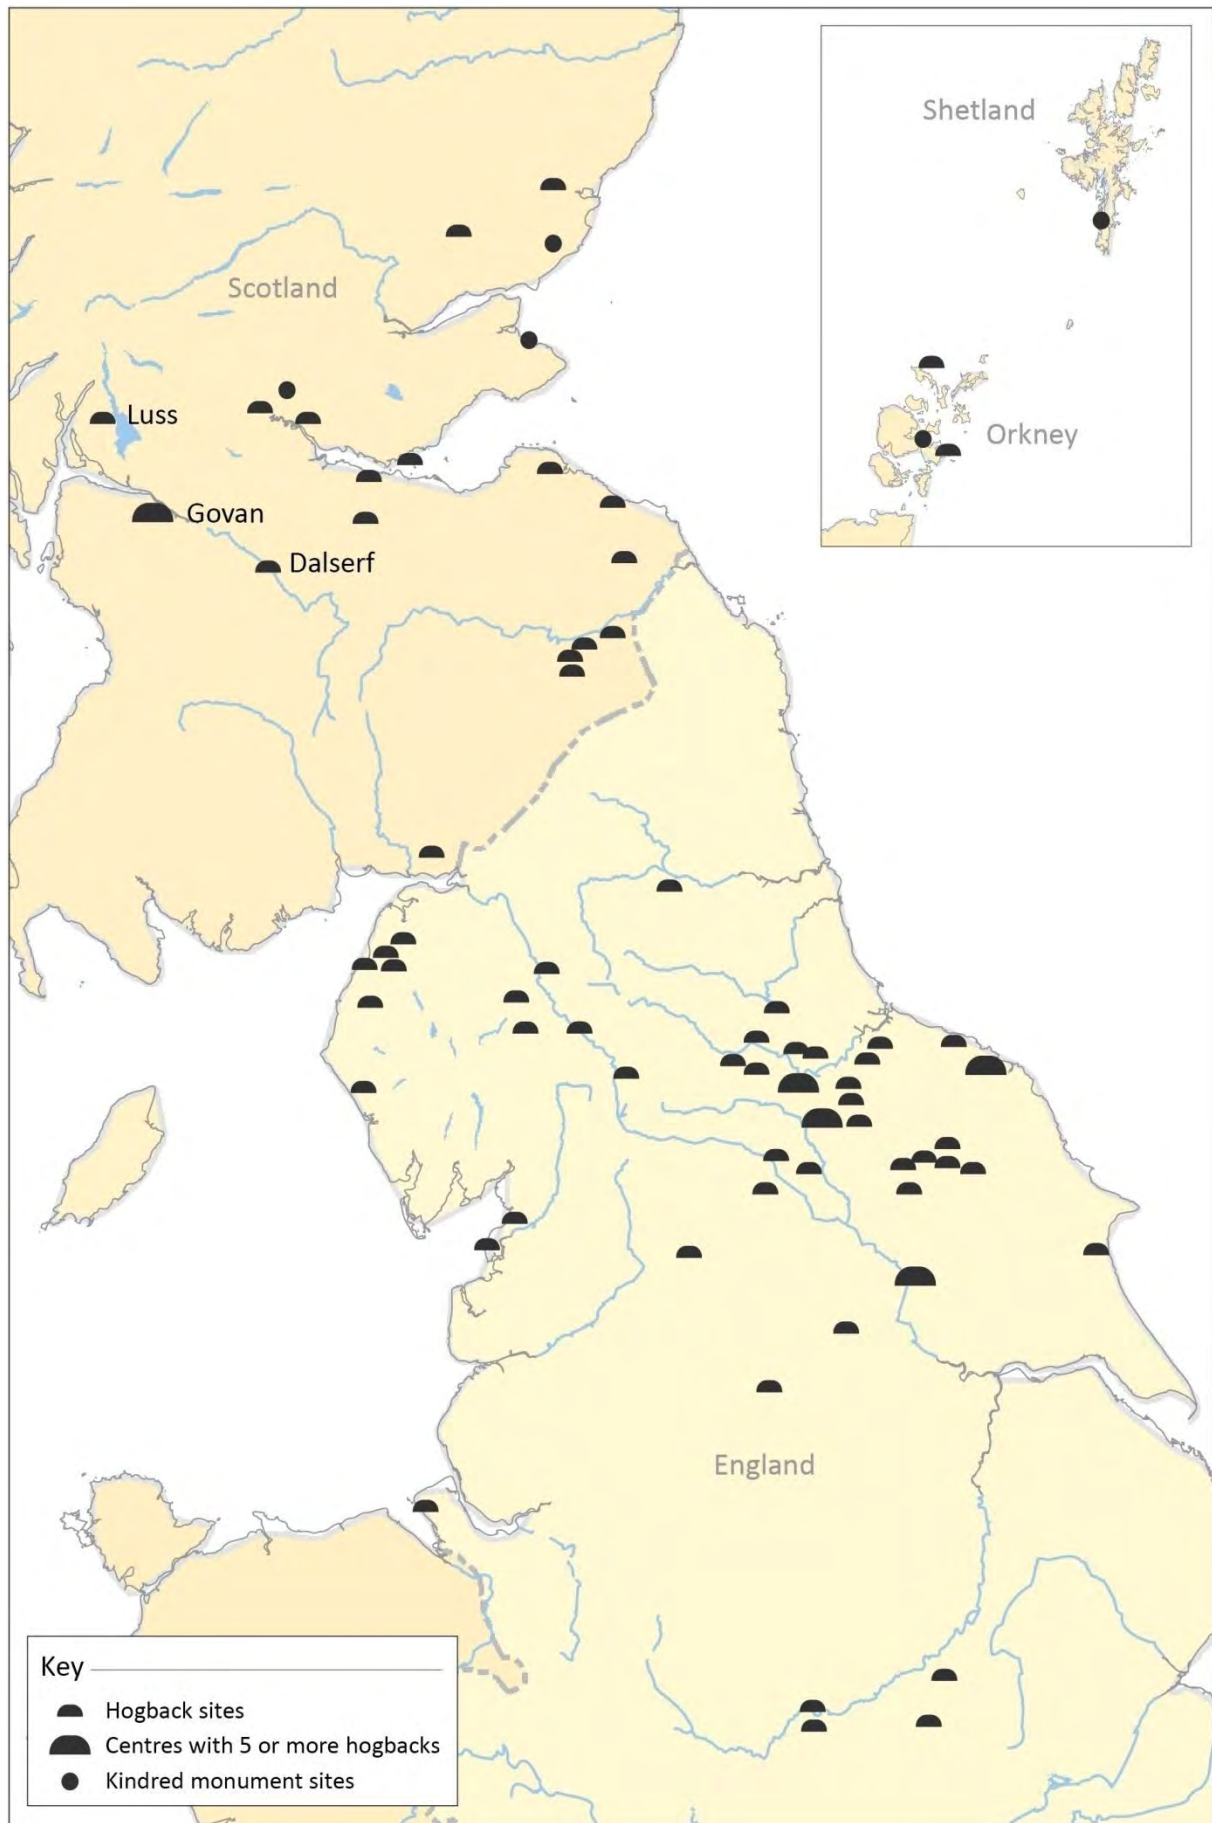 Shetland
Scotland
Luss
Orkney
Govan
Dalserf
England
Key
Hogback sites
Centres with 5 or more hogbacks
Kindred monument sites